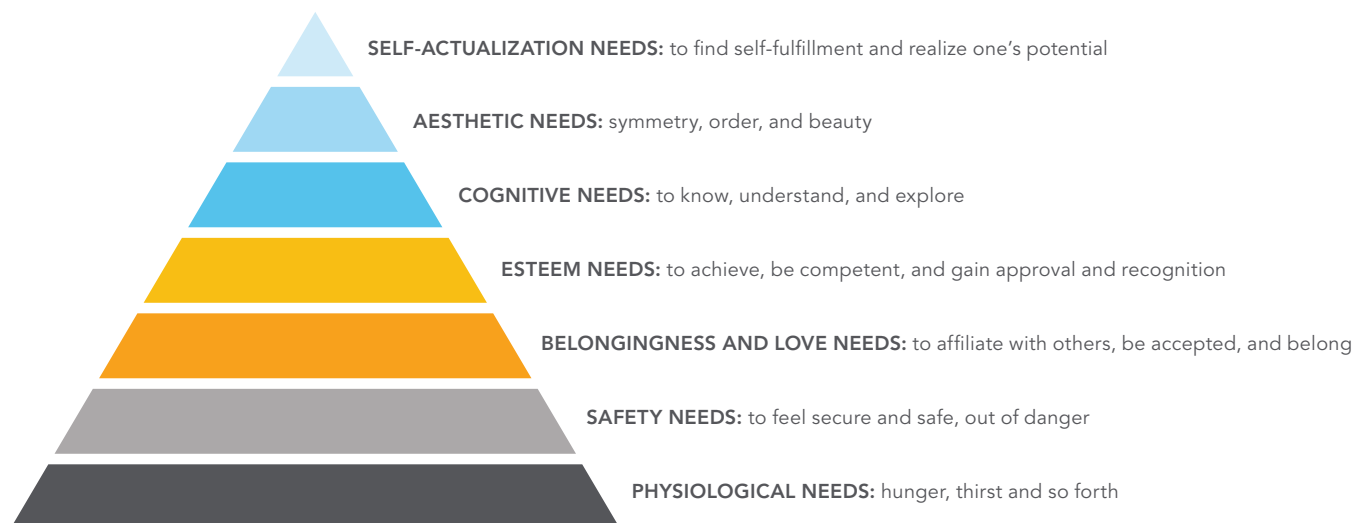 SELF-ACTUALIZATION NEEDS: to find self-fulfillment and realize one’s potential
AESTHETIC NEEDS: symmetry, order, and beauty
COGNITIVE NEEDS: to know, understand, and explore
ESTEEM NEEDS: to achieve, be competent, and gain approval and recognition
BELONGINGNESS AND LOVE NEEDS: to affiliate with others, be accepted, and belong
SAFETY NEEDS: to feel secure and safe, out of danger
PHYSIOLOGICAL NEEDS: hunger, thirst and so forth